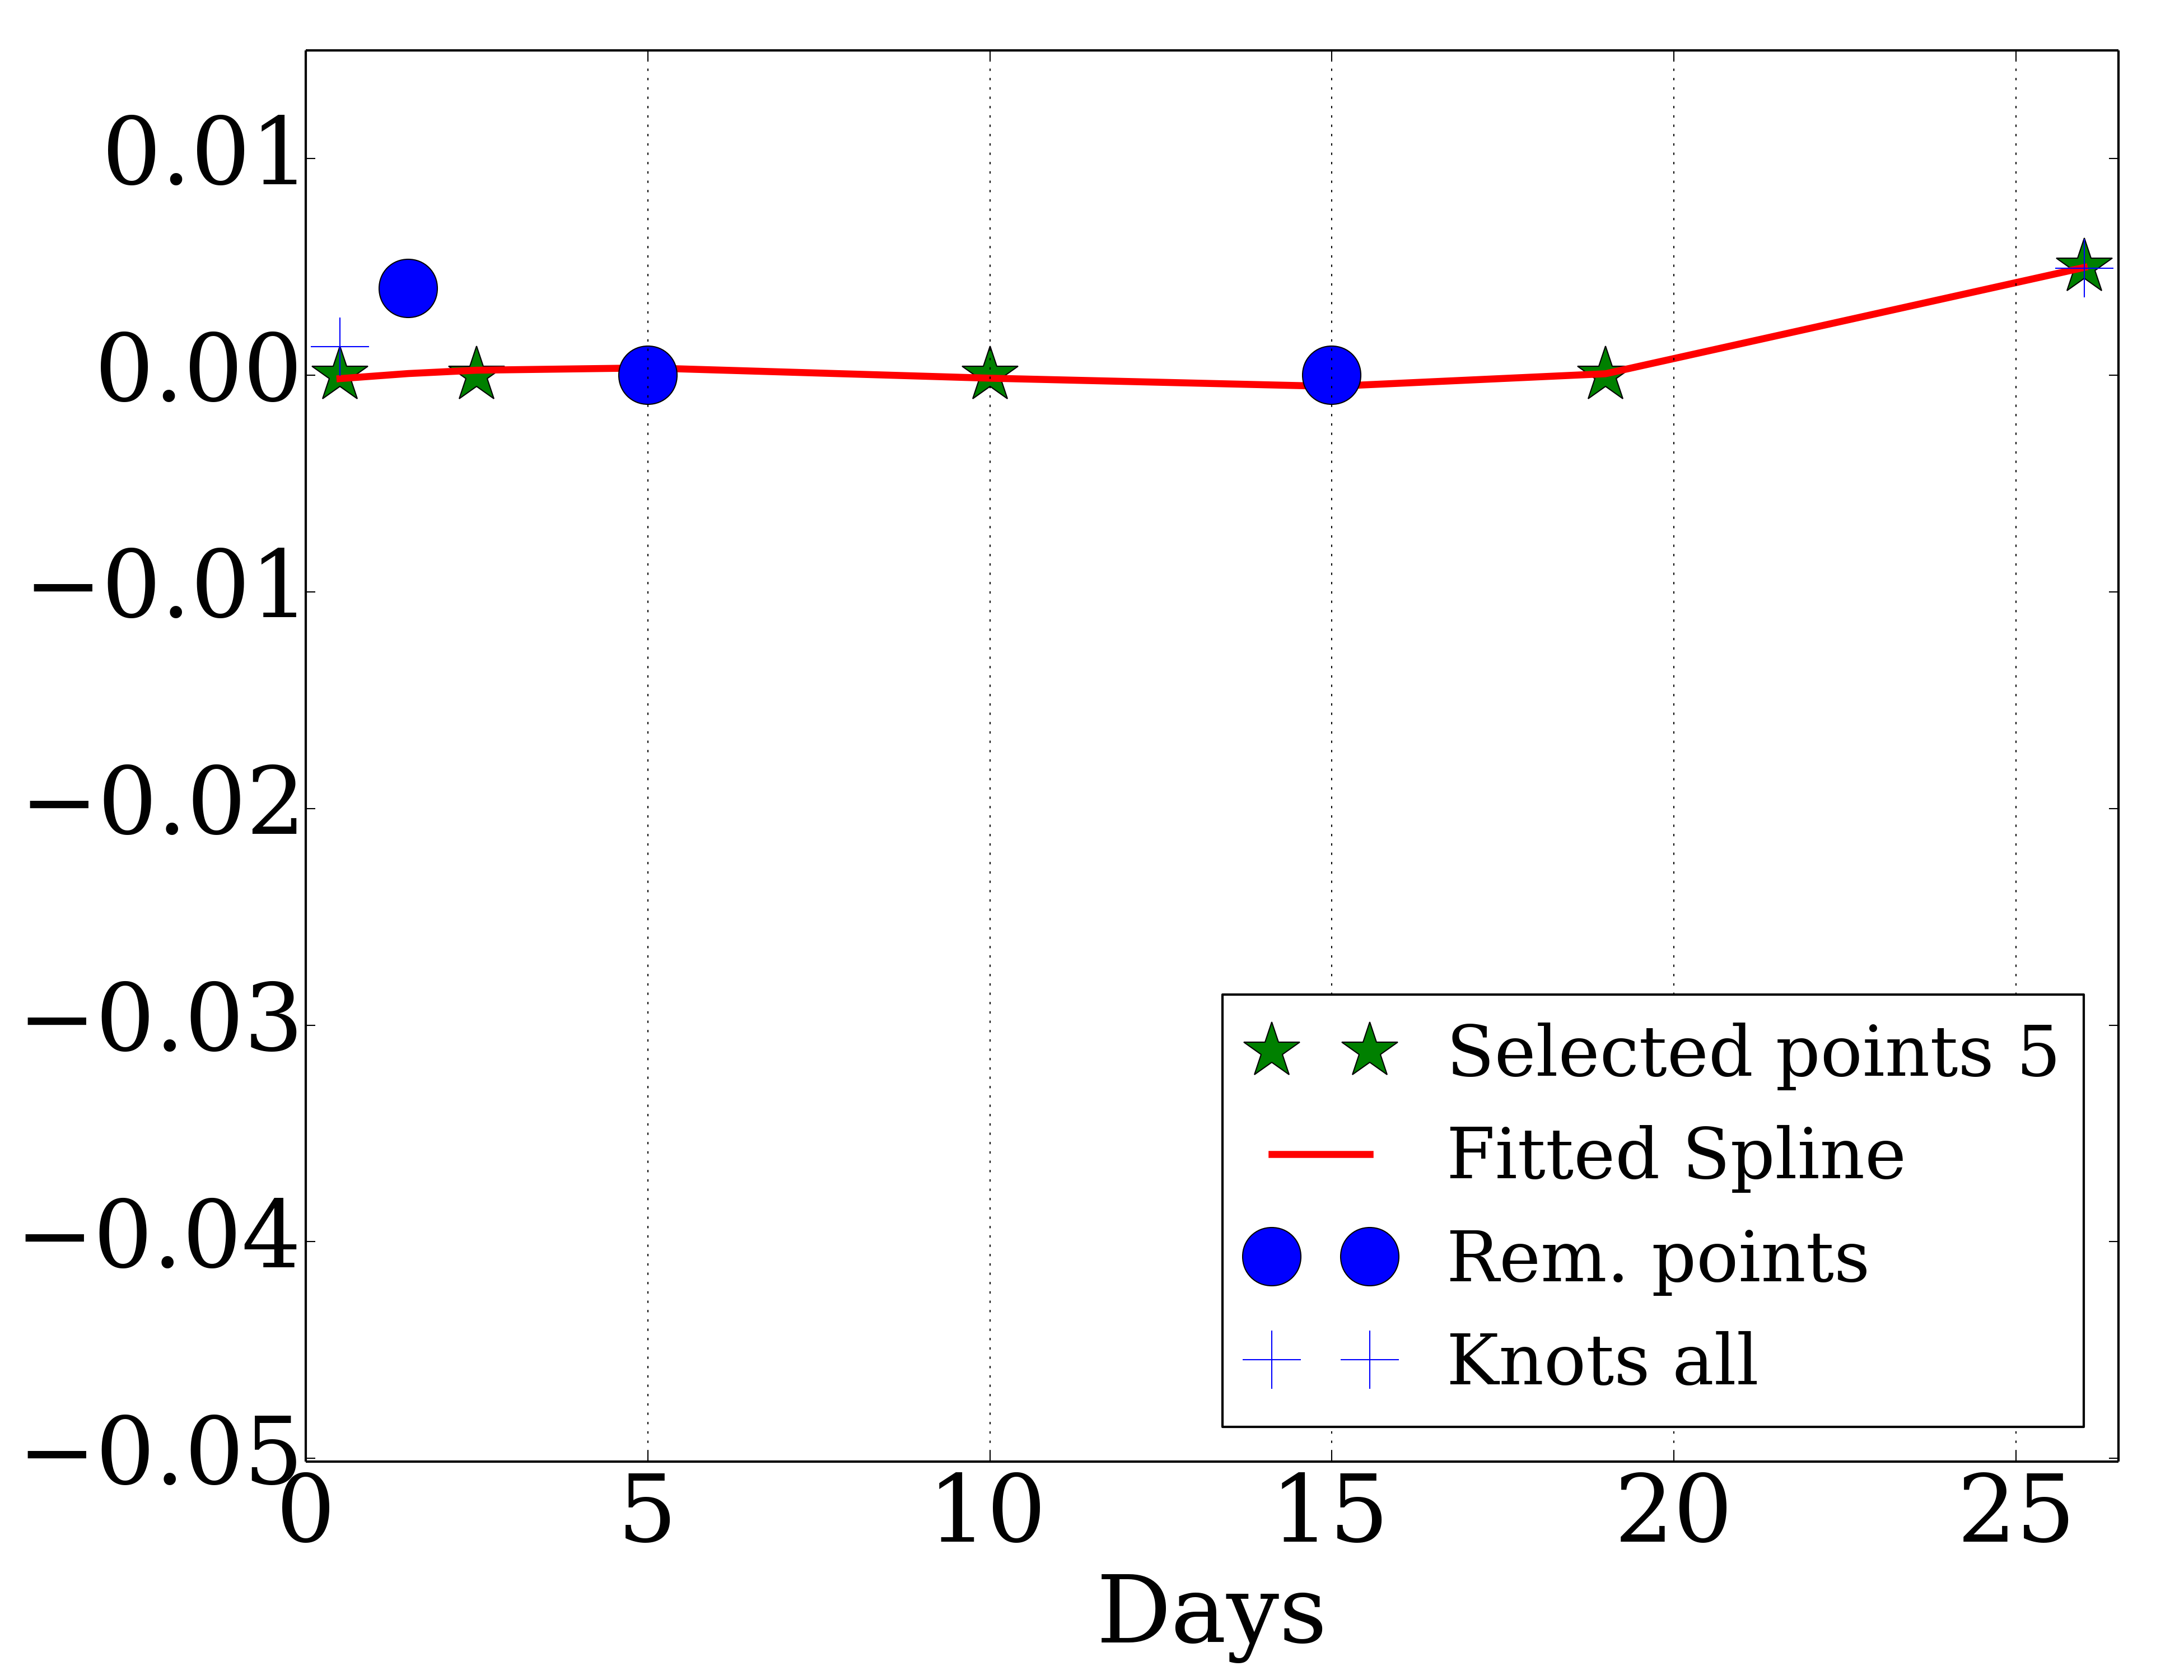 0.01
0.00
−0.01
−0.02
−0.03
−0.04
−0.05
0 5 10 15 20 25
Days
Selected points 5
Fitted Spline
Rem. points
Knots all